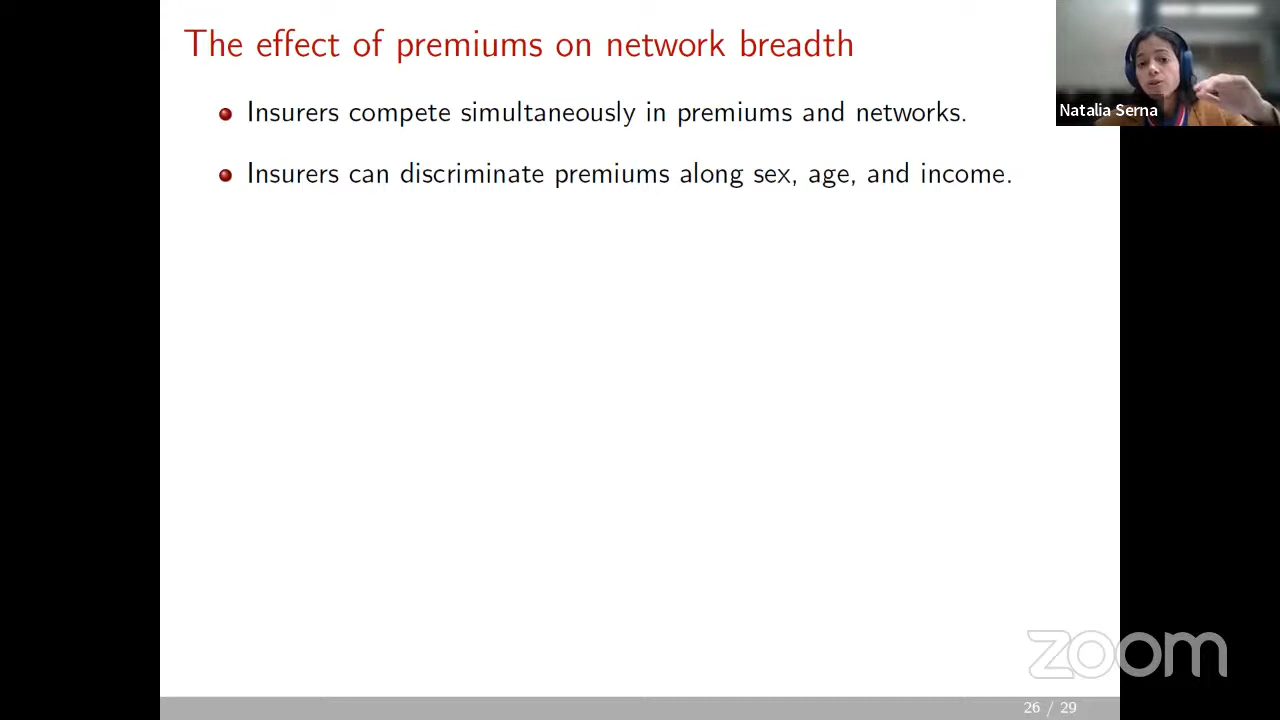 The effect of premiums on network breadth
Natalia Serna
Insurers compete simultaneously in premiums and networks.
Insurers can discriminate premiums along sex, age, and income.
zoom
26 / 29